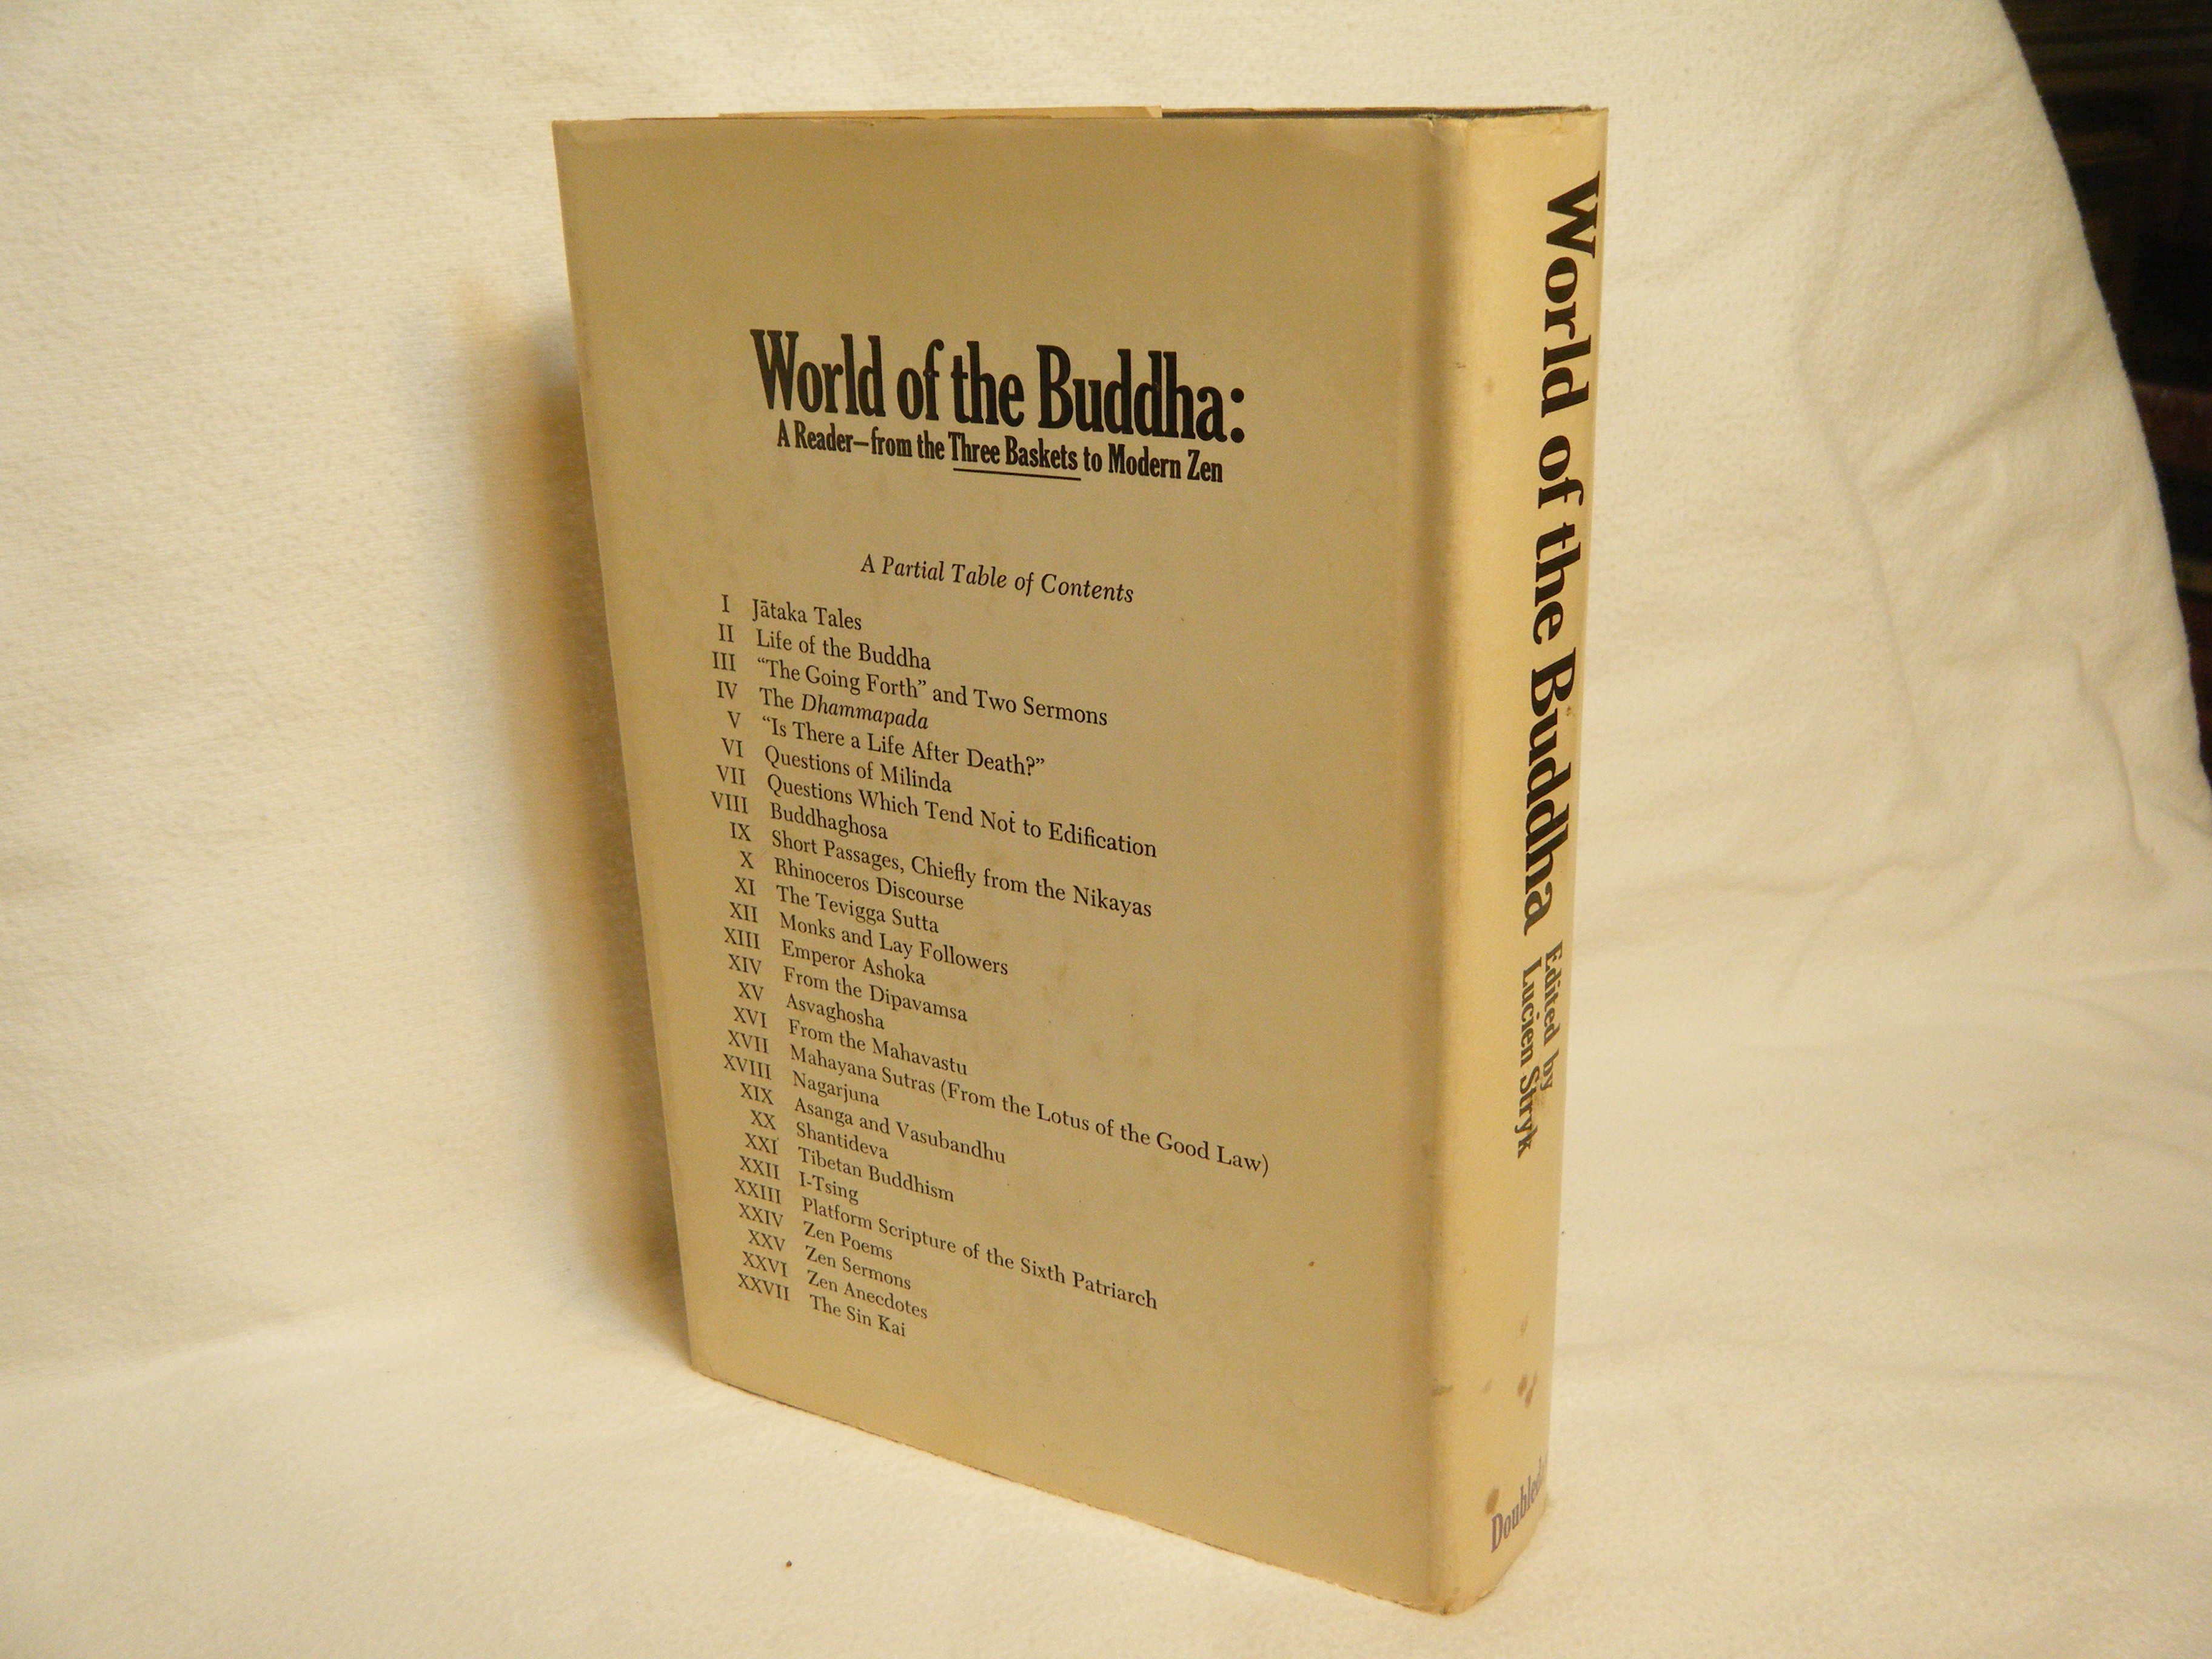 World of the Buddha:
A Reader—from the Three Baskets to Modern Zen
A Partial Table of Contents
I Jātaka Tales
II Life of the Buddha
III “The Going Forth” and Two Sermons
IV The Dhammapada
V “Is There a Life After Death?”
VI Questions of Milinda
VII Questions Which Tend Not to Edification
VIII Buddhaghosa
IX Short Passages, Chiefly from the Nikayas
X Rhinoceros Discourse
XI The Tevigga Sutta
XII Monks and Lay Followers
XIII Emperor Ashoka
XIV From the Dipavamsa
XV Asvaghosha
XVI From the Mahavastu
XVII Mahayana Sutras (From the Lotus of the Good Law)
XVIII Nagarjuna
XIX Asanga and Vasubandhu
XX Shantideva
XXI Tibetan Buddhism
XXII I-Tsing
XXIII Platform Scripture of the Sixth Patriarch
XXIV Zen Poems
XXV Zen Sermons
XXVI Zen Anecdotes
XXVII The Sin Kai
World of the Buddha
Edited by
Lucien Stryk